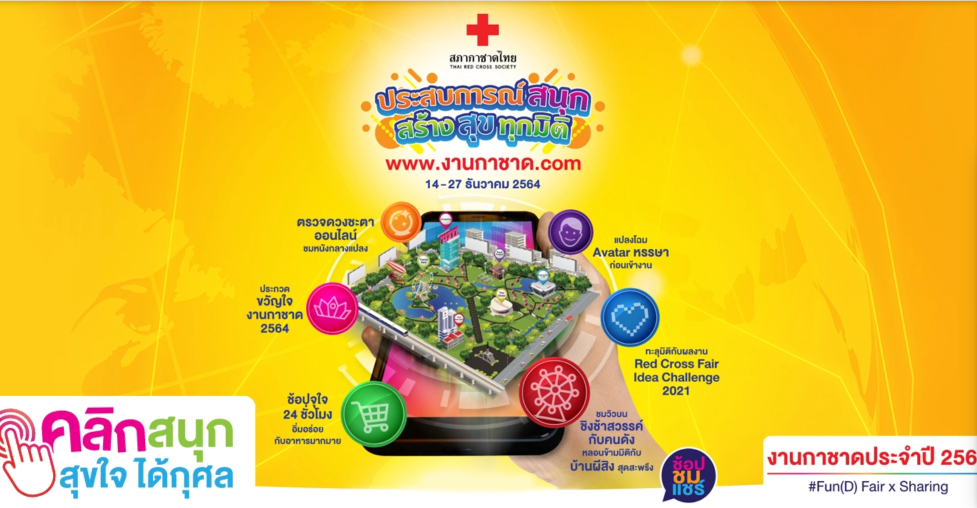 สภากาชาดไทย
THAI RED CROSS SOCIETY
ประสบการณ์สนุก
สร้างสุขทุกมิติ
www.งานกาชาด.com
14-27 ธันวาคม 2564
ตรวจดวงชะตา
ออนไลน์
ชมหนังกลางแปลง
แปลงโฉม
Avatar หรรษา
ก่อนเข้างาน
ประกวด
ขวัญใจ
งานกาชาด
2564
ทะลุมิติกับผลงาน
Red Cross Fair
Idea Challenge
2021
ช้อปจุใจ
24 ชั่วโมง
อิ่มอร่อย
กับอาหารมากมาย
ชมวิวบน
ชิงช้าสวรรค์
กับคนดัง
หลอนข้ามมิติกับ
บ้านผีสิง สุดสะพรึง
คลิกสนุก
สุขใจ ได้กุศล
ช้อป
ชม
แชร์
งานกาชาดประจำปี 256
#Fun(D) Fair x Sharing